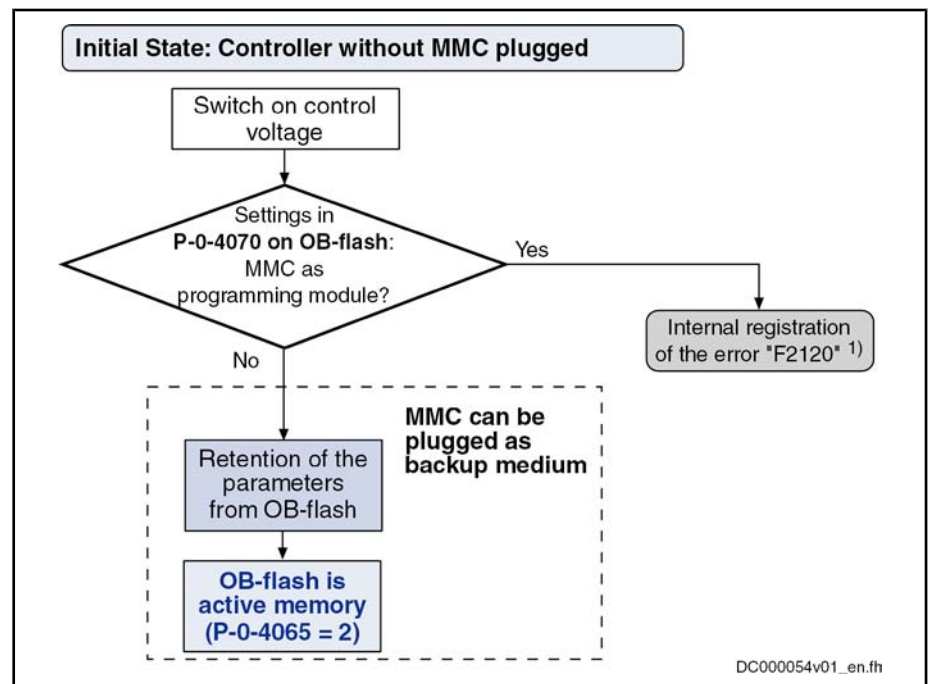 Initial State: Controller without MMC plugged
Switch on control
voltage
Settings in
P-0-4070 on OB-flash:
MMC as
programming module?
Yes
Internal registration
of the error "F2120" 1)
No
MMC can be
plugged as
backup medium
Retention of the
parameters
from OB-flash
OB-flash is
active memory
(P-0-4065 = 2)
DC000054v01_en.fh